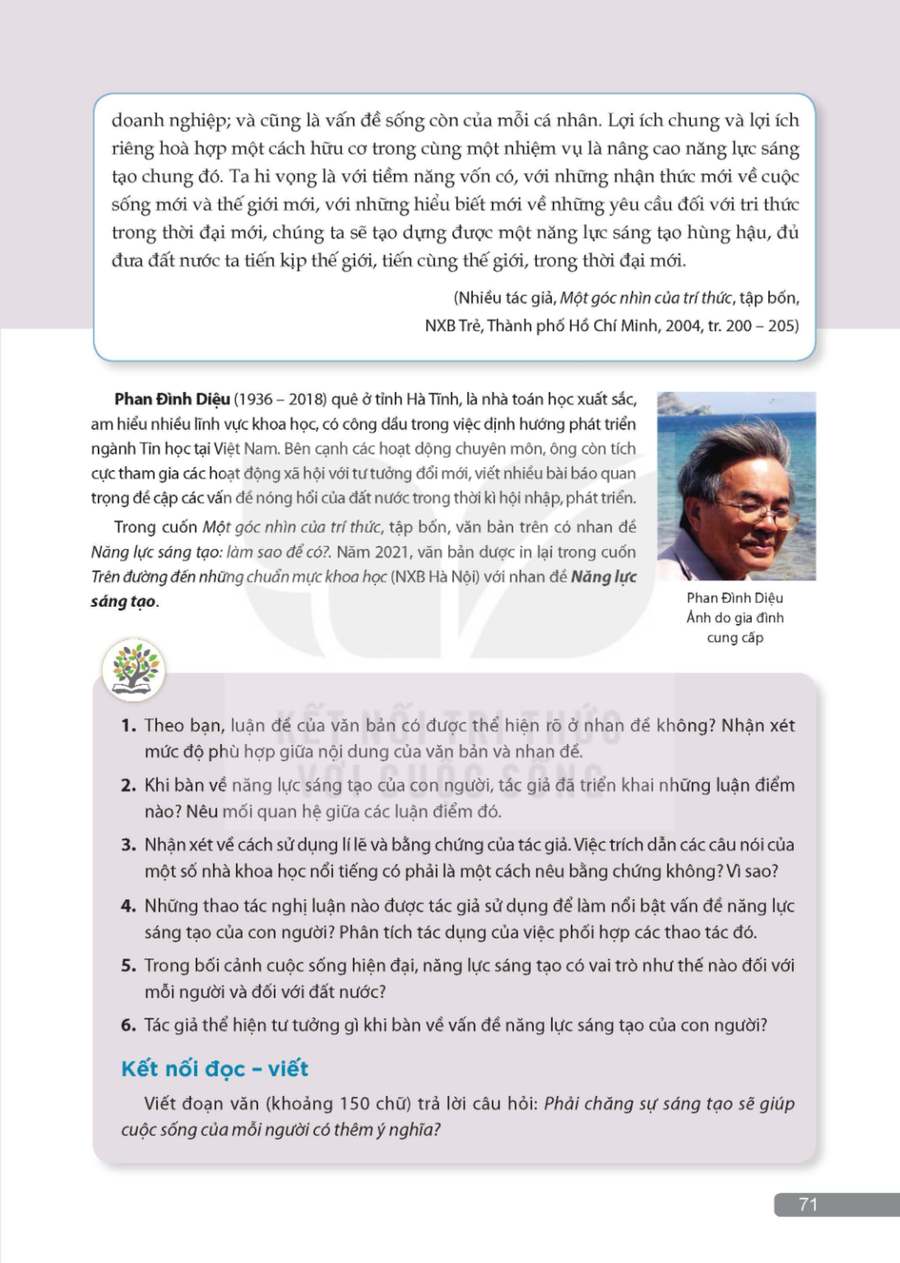 doanh nghiệp; và cũng là vấn đề sống còn của mỗi cá nhân. Lợi ích chung và lợi ích
riêng hoà hợp một cách hữu cơ trong cùng một nhiệm vụ là nâng cao năng lực sáng
tạo chung đó. Ta hi vọng là với tiềm năng vốn có, với những nhận thức mới về cuộc
sống mới và thế giới mới, với những hiểu biết mới về những yêu cầu đối với tri thức
trong thời đại mới, chúng ta sẽ tạo dựng được một năng lực sáng tạo hùng hậu, đủ
đưa đất nước ta tiến kịp thế giới, tiến cùng thế giới, trong thời đại mới.
(Nhiều tác giả, Một góc nhìn của trí thức, tập bốn,
NXB Trẻ, Thành phố Hồ Chí Minh, 2004, tr. 200 – 205)
Phan Đình Diệu (1936 – 2018) quê ở tỉnh Hà Tĩnh, là nhà toán học xuất sắc,
am hiểu nhiều lĩnh vực khoa học, có công đầu trong việc định hướng phát triển
ngành Tin học tại Việt Nam. Bên cạnh các hoạt động chuyên môn, ông còn tích
cực tham gia các hoạt động xã hội với tư tưởng đổi mới, viết nhiều bài báo quan
trọng đề cập các vấn đề nóng hổi của đất nước trong thời kì hội nhập, phát triển.
Trong cuốn Một góc nhìn của trí thức, tập bốn, văn bản trên có nhan đề
Năng lực sáng tạo: làm sao để có?. Năm 2021, văn bản được in lại trong cuốn
Trên đường đến những chuẩn mực khoa học (NXB Hà Nội) với nhan đề Năng lực
sáng tạo.
Phan Đình Diệu
Ảnh do gia đình
cung cấp
KẾT NỐI TRI THỨC
VỚI CUỘC SỐNG
1. Theo bạn, luận đề của văn bản có được thể hiện rõ ở nhan đề không? Nhận xét
mức độ phù hợp giữa nội dung của văn bản và nhan đề.
2. Khi bàn về năng lực sáng tạo của con người, tác giả đã triển khai những luận điểm
nào? Nêu mối quan hệ giữa các luận điểm đó.
3. Nhận xét về cách sử dụng lí lẽ và bằng chứng của tác giả. Việc trích dẫn các câu nói của
một số nhà khoa học nổi tiếng có phải là một cách nêu bằng chứng không? Vì sao?
4. Những thao tác nghị luận nào được tác giả sử dụng để làm nổi bật vấn đề năng lực
sáng tạo của con người? Phân tích tác dụng của việc phối hợp các thao tác đó.
5. Trong bối cảnh cuộc sống hiện đại, năng lực sáng tạo có vai trò như thế nào đối với
mỗi người và đối với đất nước?
6. Tác giả thể hiện tư tưởng gì khi bàn về vấn đề năng lực sáng tạo của con người?
Kết nối đọc – viết
Viết đoạn văn (khoảng 150 chữ) trả lời câu hỏi: Phải chăng sự sáng tạo sẽ giúp
cuộc sống của mỗi người có thêm ý nghĩa?
71